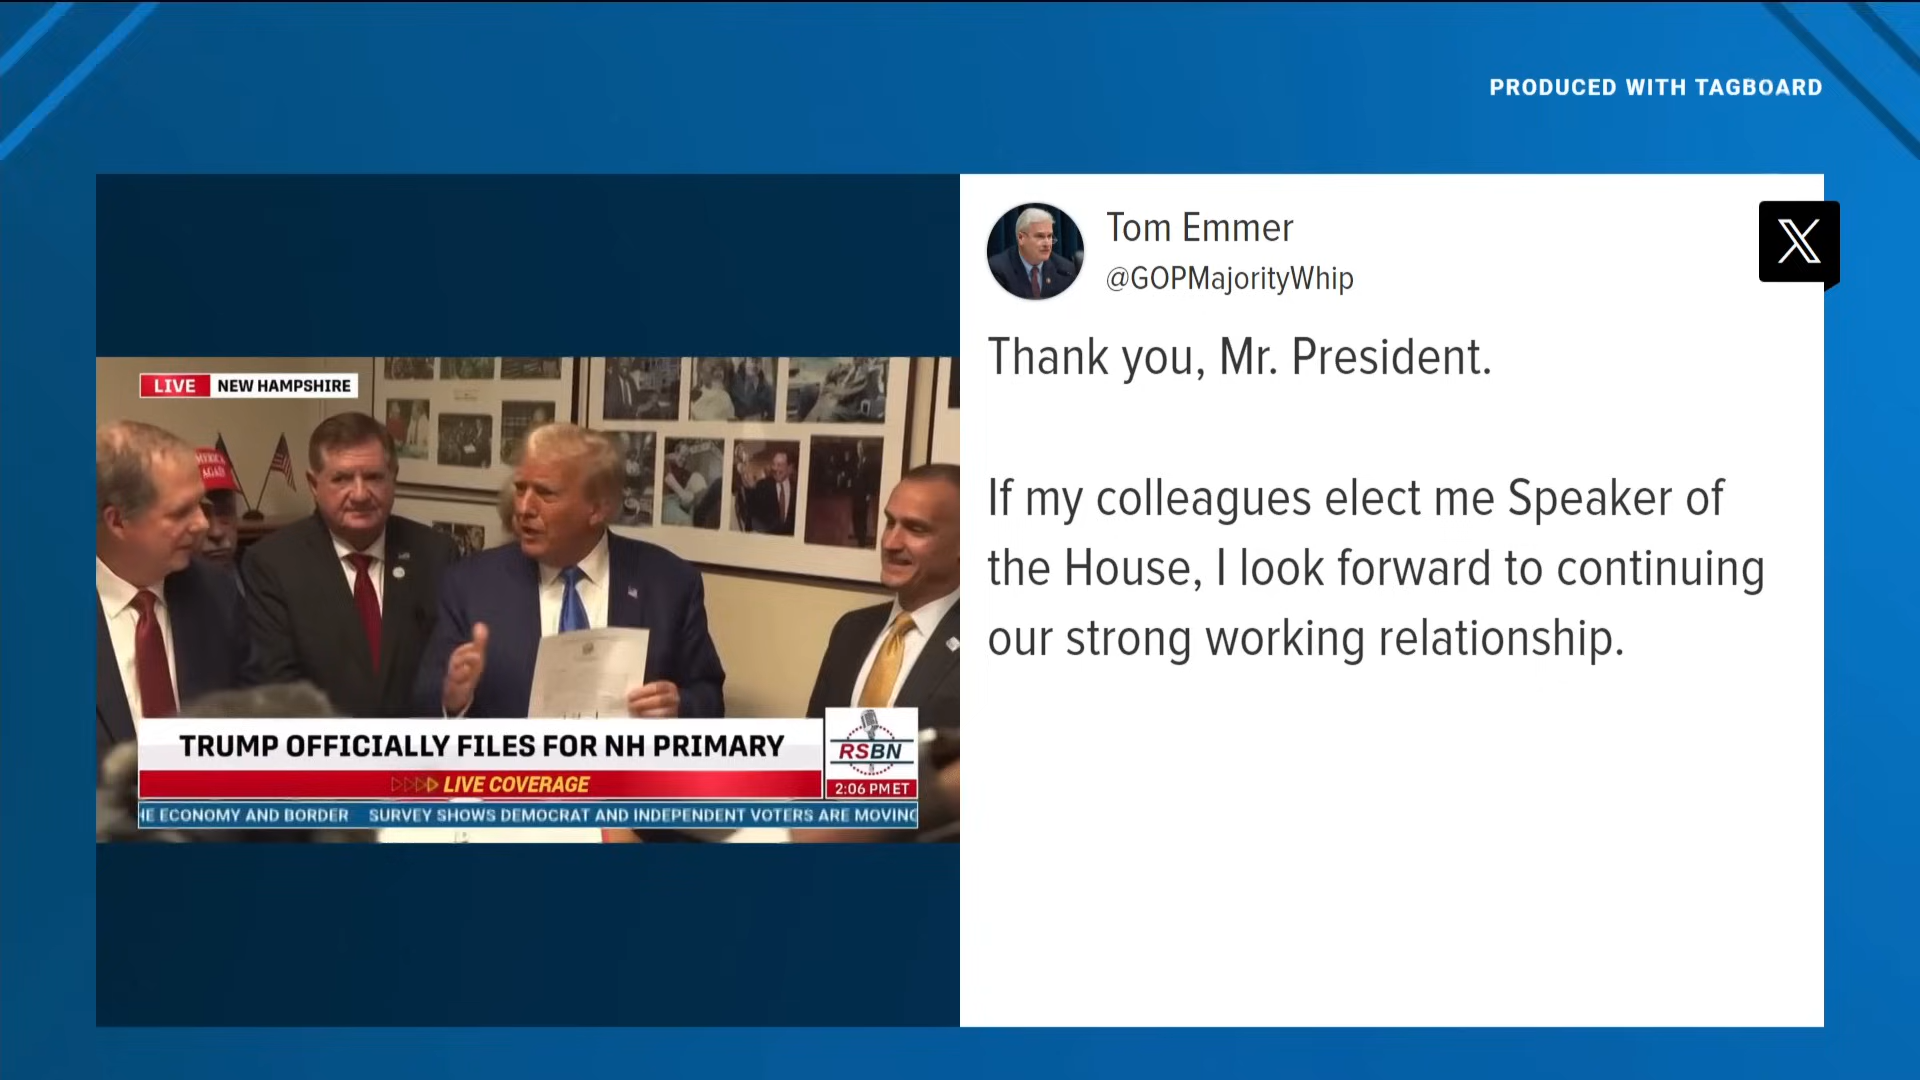 PRODUCED WITH TAGBOARD
LIVE NEW HAMPSHIRE
AGAIN
TRUMP OFFICIALLY FILES FOR NH PRIMARY
LIVE COVERAGE
RSBN
2:06 PM ET
ECONOMY AND BORDER SURVEY SHOWS DEMOCRAT AND INDEPENDENT VOTERS ARE
Tom Emmer
@GOPMajorityWhip
X
Thank you, Mr. President.
If my colleagues elect me Speaker of
the House, I look forward to continuing
our strong working relationship.